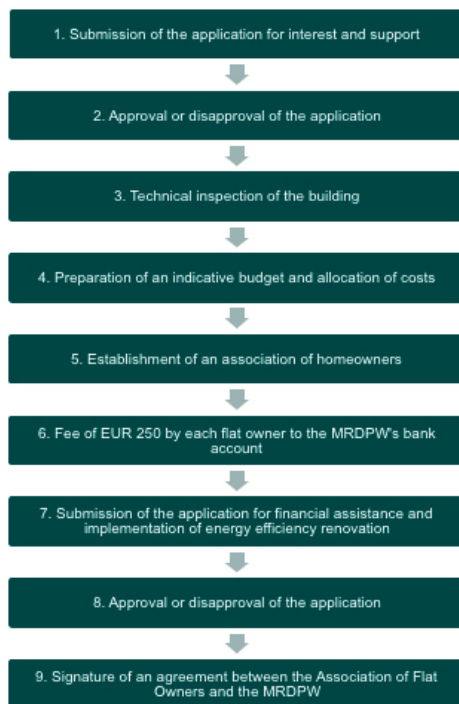 1. Submission of the application for interest and support
2. Approval or disapproval of the application
3. Technical inspection of the building
4. Preparation of an indicative budget and allocation of costs
5. Establishment of an association of homeowners
6. Fee of EUR 250 by each flat owner to the MRDPW's bank
account
7. Submission of the application for financial assistance and
implementation of energy efficiency renovation
8. Approval or disapproval of the application
9. Signature of an agreement between the Association of Flat
Owners and the MRDPW